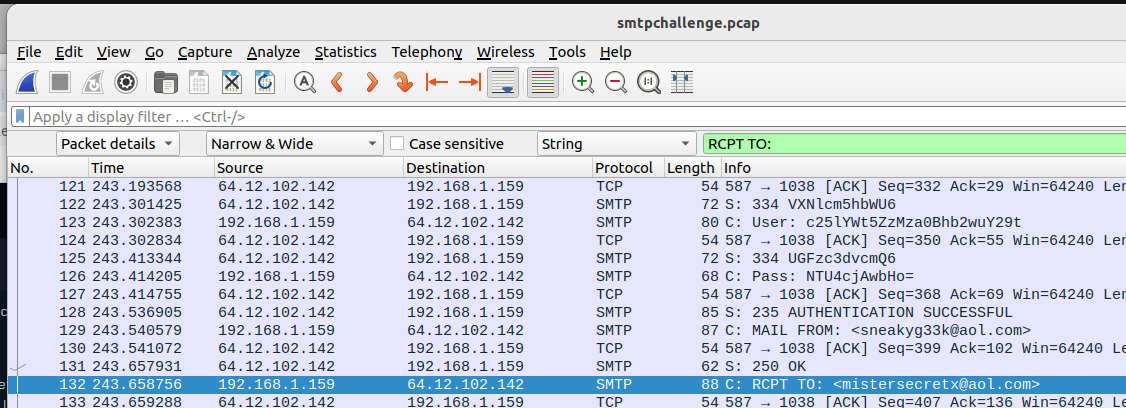 smtpchallenge.pcap
File Edit View Go Capture Analyze Statistics Telephony Wireless Tools Help
Apply a display filter … <Ctrl-/>
Packet details Narrow & Wide Case sensitive String RCPT TO:
No. Time Source Destination Protocol Length Info
121 243.193568 64.12.102.142 192.168.1.159 TCP 54 587 → 1038 [ACK] Seq=332 Ack=29 Win=64240 Len
122 243.301425 64.12.102.142 192.168.1.159 SMTP 72 S: 334 VXNlcm5hbWU6
123 243.302383 192.168.1.159 64.12.102.142 SMTP 80 C: User: c25lYWt5ZzMza0Bhb2wuY29t
124 243.302834 64.12.102.142 192.168.1.159 TCP 54 587 → 1038 [ACK] Seq=350 Ack=55 Win=64240 Len
125 243.413344 64.12.102.142 192.168.1.159 SMTP 72 S: 334 UGFzc3dvcmQ6
126 243.414205 192.168.1.159 64.12.102.142 SMTP 68 C: Pass: NTU4cjAwbHo=
127 243.414755 64.12.102.142 192.168.1.159 TCP 54 587 → 1038 [ACK] Seq=368 Ack=69 Win=64240 Len
128 243.536905 64.12.102.142 192.168.1.159 SMTP 85 S: 235 AUTHENTICATION SUCCESSFUL
129 243.540579 192.168.1.159 64.12.102.142 SMTP 87 C: MAIL FROM: <sneakyg33k@aol.com>
130 243.541072 64.12.102.142 192.168.1.159 TCP 54 587 → 1038 [ACK] Seq=399 Ack=102 Win=64240 Len
131 243.657931 64.12.102.142 192.168.1.159 SMTP 62 S: 250 OK
132 243.658756 192.168.1.159 64.12.102.142 SMTP 88 C: RCPT TO: <mistersecretx@aol.com>
133 243.659288 64.12.102.142 192.168.1.159 TCP 54 587 → 1038 [ACK] Seq=407 Ack=136 Win=64240 Len